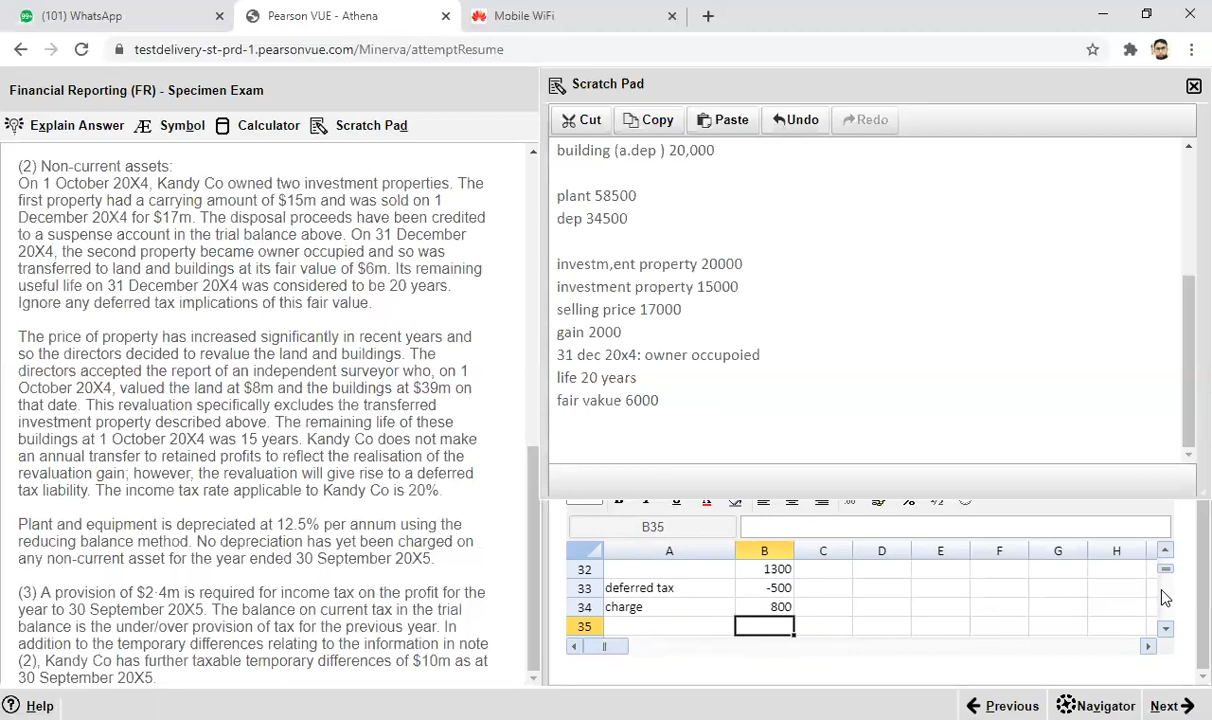 99+
(101) WhatsApp
Pearson VUE - Athena
Mobile WiFi
testdelivery-st-prd-1.pearsonvue.com/Minerva/attemptResume
Financial Reporting (FR) - Specimen Exam
Explain Answer
Symbol
Calculator
Scratch Pad
(2) Non-current assets:
On 1 October 20X4, Kandy Co owned two investment properties. The
first property had a carrying amount of $15m and was sold on 1
December 20X4 for $17m. The disposal proceeds have been credited
to a suspense account in the trial balance above. On 31 December
20X4, the second property became owner occupied and so was
transferred to land and buildings at its fair value of $6m. Its remaining
useful life on 31 December 20X4 was considered to be 20 years.
Ignore any deferred tax implications of this fair value.
The price of property has increased significantly in recent years and
so the directors decided to revalue the land and buildings. The
directors accepted the report of an independent surveyor who, on 1
October 20X4, valued the land at $8m and the buildings at $39m on
that date. This revaluation specifically excludes the transferred
investment property described above. The remaining life of these
buildings at 1 October 20X4 was 15 years. Kandy Co does not make
an annual transfer to retained profits to reflect the realisation of the
revaluation gain; however, the revaluation will give rise to a deferred
tax liability. The income tax rate applicable to Kandy Co is 20%.
Plant and equipment is depreciated at 12.5% per annum using the
reducing balance method. No depreciation has yet been charged on
any non-current asset for the year ended 30 September 20X5.
(3) A provision of $2·4m is required for income tax on the profit for the
year to 30 September 20X5. The balance on current tax in the trial
balance is the under/over provision of tax for the previous year. In
addition to the temporary differences relating to the information in note
(2), Kandy Co has further taxable temporary differences of $10m as at
30 September 20X5.
Scratch Pad
Cut
Copy
Paste
Undo
Redo
building (a.dep ) 20,000
plant 58500
dep 34500
investm,ent property 20000
investment property 15000
selling price 17000
gain 2000
31 dec 20x4: owner occupoied
life 20 years
fair vakue 6000
B35
A B C D E F G H
32 1300
33 deferred tax -500
34 charge 800
35
Help
Previous
Navigator
Next